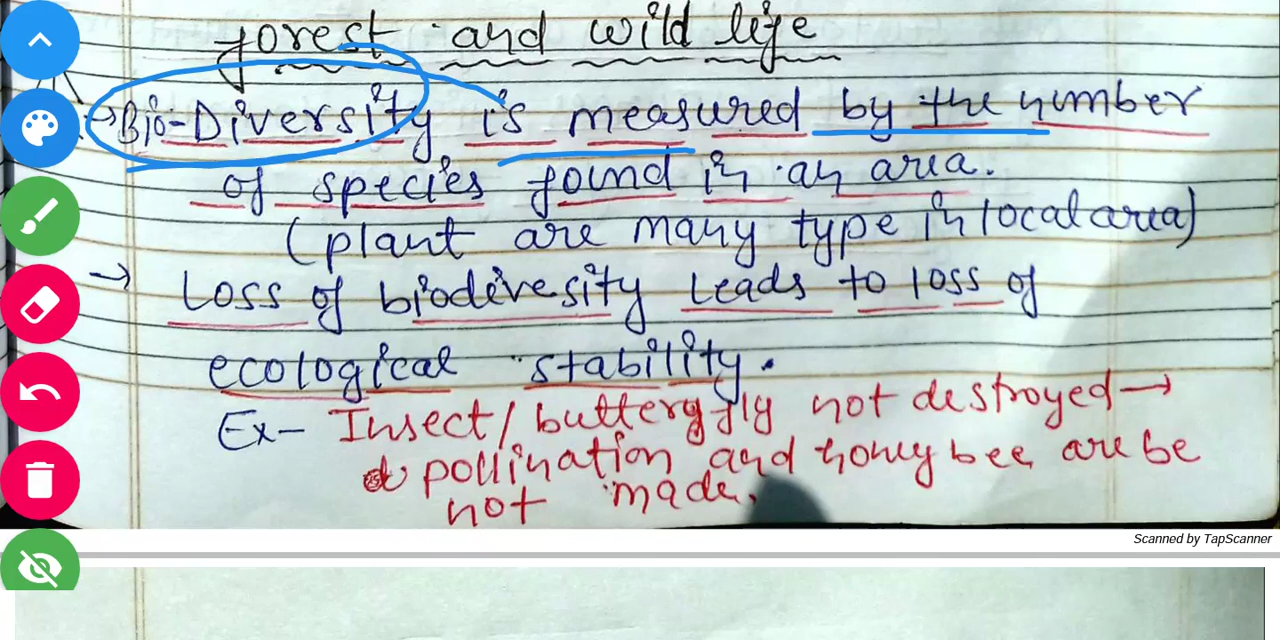 forest and wild life
→ Bio-Diversity is measured by the number
of species found in an area.
(plant are many type in local area)
→ Loss of biodivesity leads to loss of
ecological stability.
Ex- Insect/butterfly not destroyed →
pollination and honey bee are be
not made.
Scanned by TapScanner